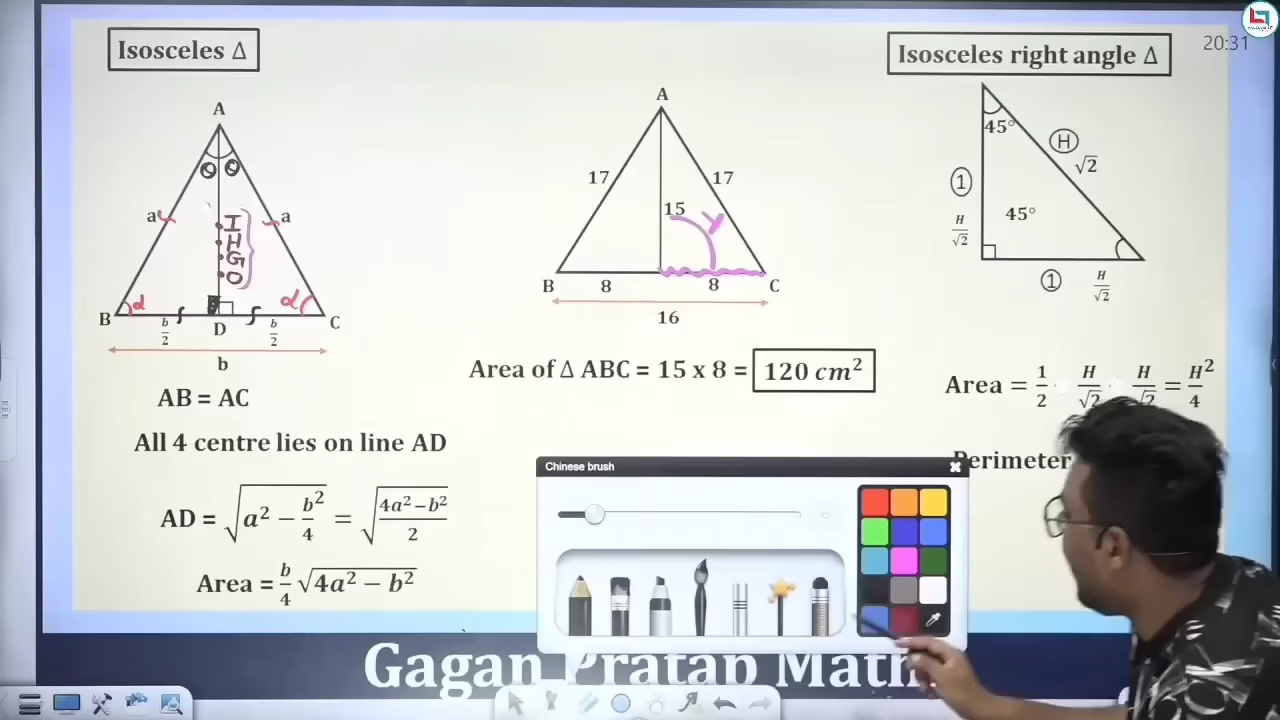 Isosceles Δ
Isosceles right angle Δ
20:31
A
a
a
I
H
G
O
α
α
B
D
C
b/2
b/2
b
AB = AC
All 4 centre lies on line AD
AD = √(a² − b²/4) = √(4a²−b²)/2
Area = b/4 √4a² − b²
A
17
17
15
B
8
8
C
16
Area of Δ ABC = 15 x 8 = 120 cm²
45°
H
√2
1
H/√2
45°
1
H/√2
Area = 1/2 · H/√2 · H/√2 = H²/4
Perimeter
Chinese brush
Gagan Pratap Math